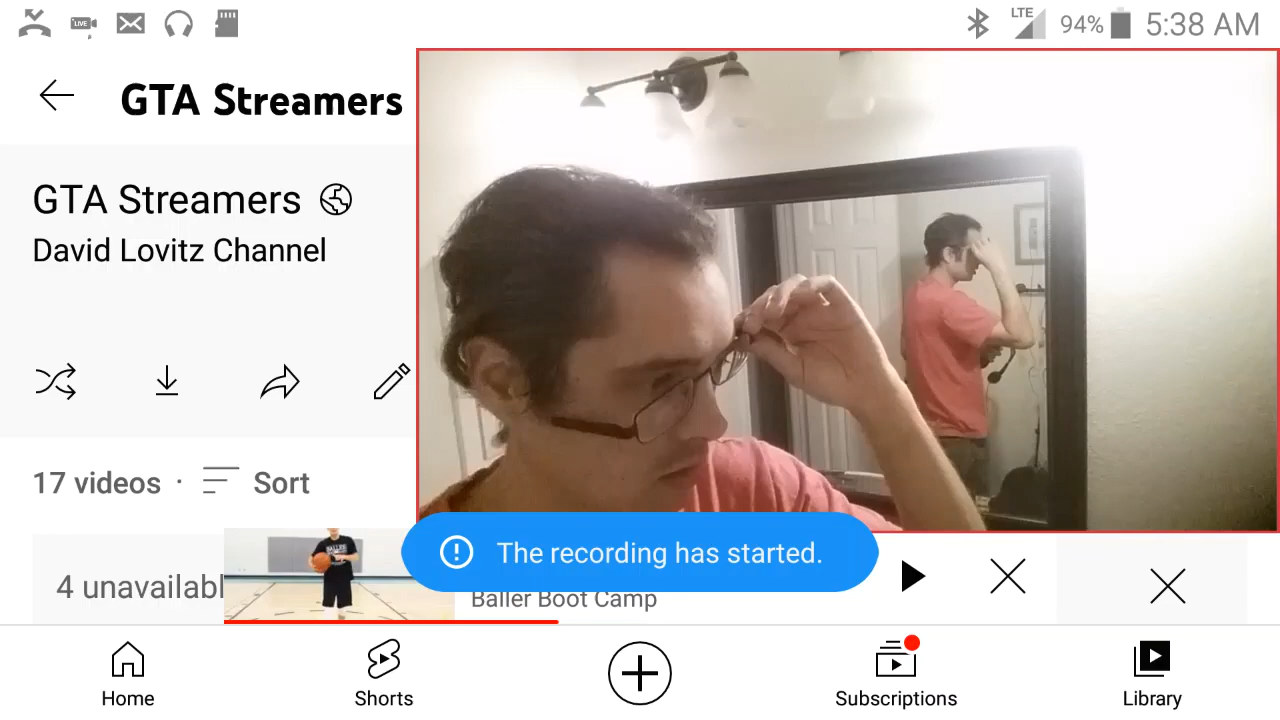 LIVE
LTE
94%
5:38 AM
GTA Streamers
GTA Streamers
David Lovitz Channel
17 videos · Sort
The recording has started.
4 unavailabl
BALLER
Baller Boot Camp
Home
Shorts
Subscriptions
Library